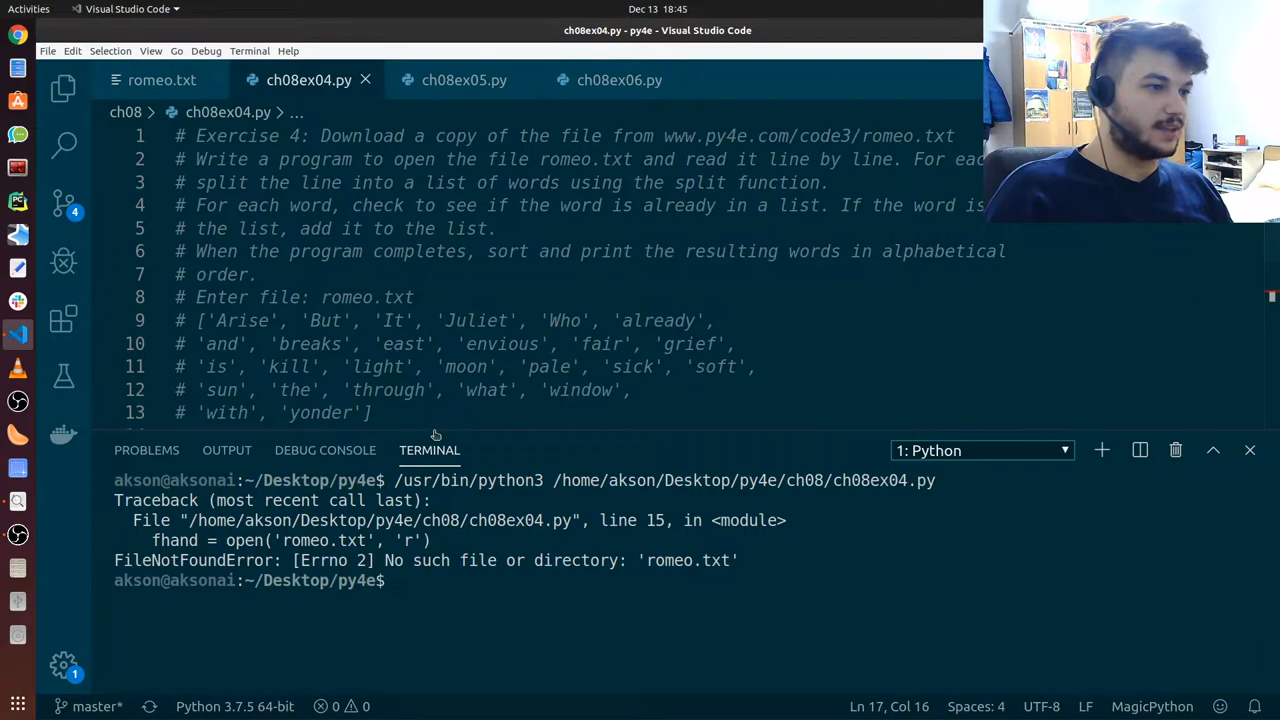 Activities
Visual Studio Code
Dec 13 18:45
ch08ex04.py - py4e - Visual Studio Code
File Edit Selection View Go Debug Terminal Help
romeo.txt ch08ex04.py ch08ex05.py ch08ex06.py
ch08 > ch08ex04.py > ...
1 # Exercise 4: Download a copy of the file from www.py4e.com/code3/romeo.txt
2 # Write a program to open the file romeo.txt and read it line by line. For eac
3 # split the line into a list of words using the split function.
4 # For each word, check to see if the word is already in a list. If the word is
5 # the list, add it to the list.
6 # When the program completes, sort and print the resulting words in alphabetical
7 # order.
8 # Enter file: romeo.txt
9 # ['Arise', 'But', 'It', 'Juliet', 'Who', 'already',
10 # 'and', 'breaks', 'east', 'envious', 'fair', 'grief',
11 # 'is', 'kill', 'light', 'moon', 'pale', 'sick', 'soft',
12 # 'sun', 'the', 'through', 'what', 'window',
13 # 'with', 'yonder']
4
PROBLEMS OUTPUT DEBUG CONSOLE TERMINAL
1: Python
akson@aksonai:~/Desktop/py4e$ /usr/bin/python3 /home/akson/Desktop/py4e/ch08/ch08ex04.py
Traceback (most recent call last):
File "/home/akson/Desktop/py4e/ch08/ch08ex04.py", line 15, in <module>
fhand = open('romeo.txt', 'r')
FileNotFoundError: [Errno 2] No such file or directory: 'romeo.txt'
akson@aksonai:~/Desktop/py4e$
1
master* Python 3.7.5 64-bit 0 0 Ln 17, Col 16 Spaces: 4 UTF-8 LF MagicPython